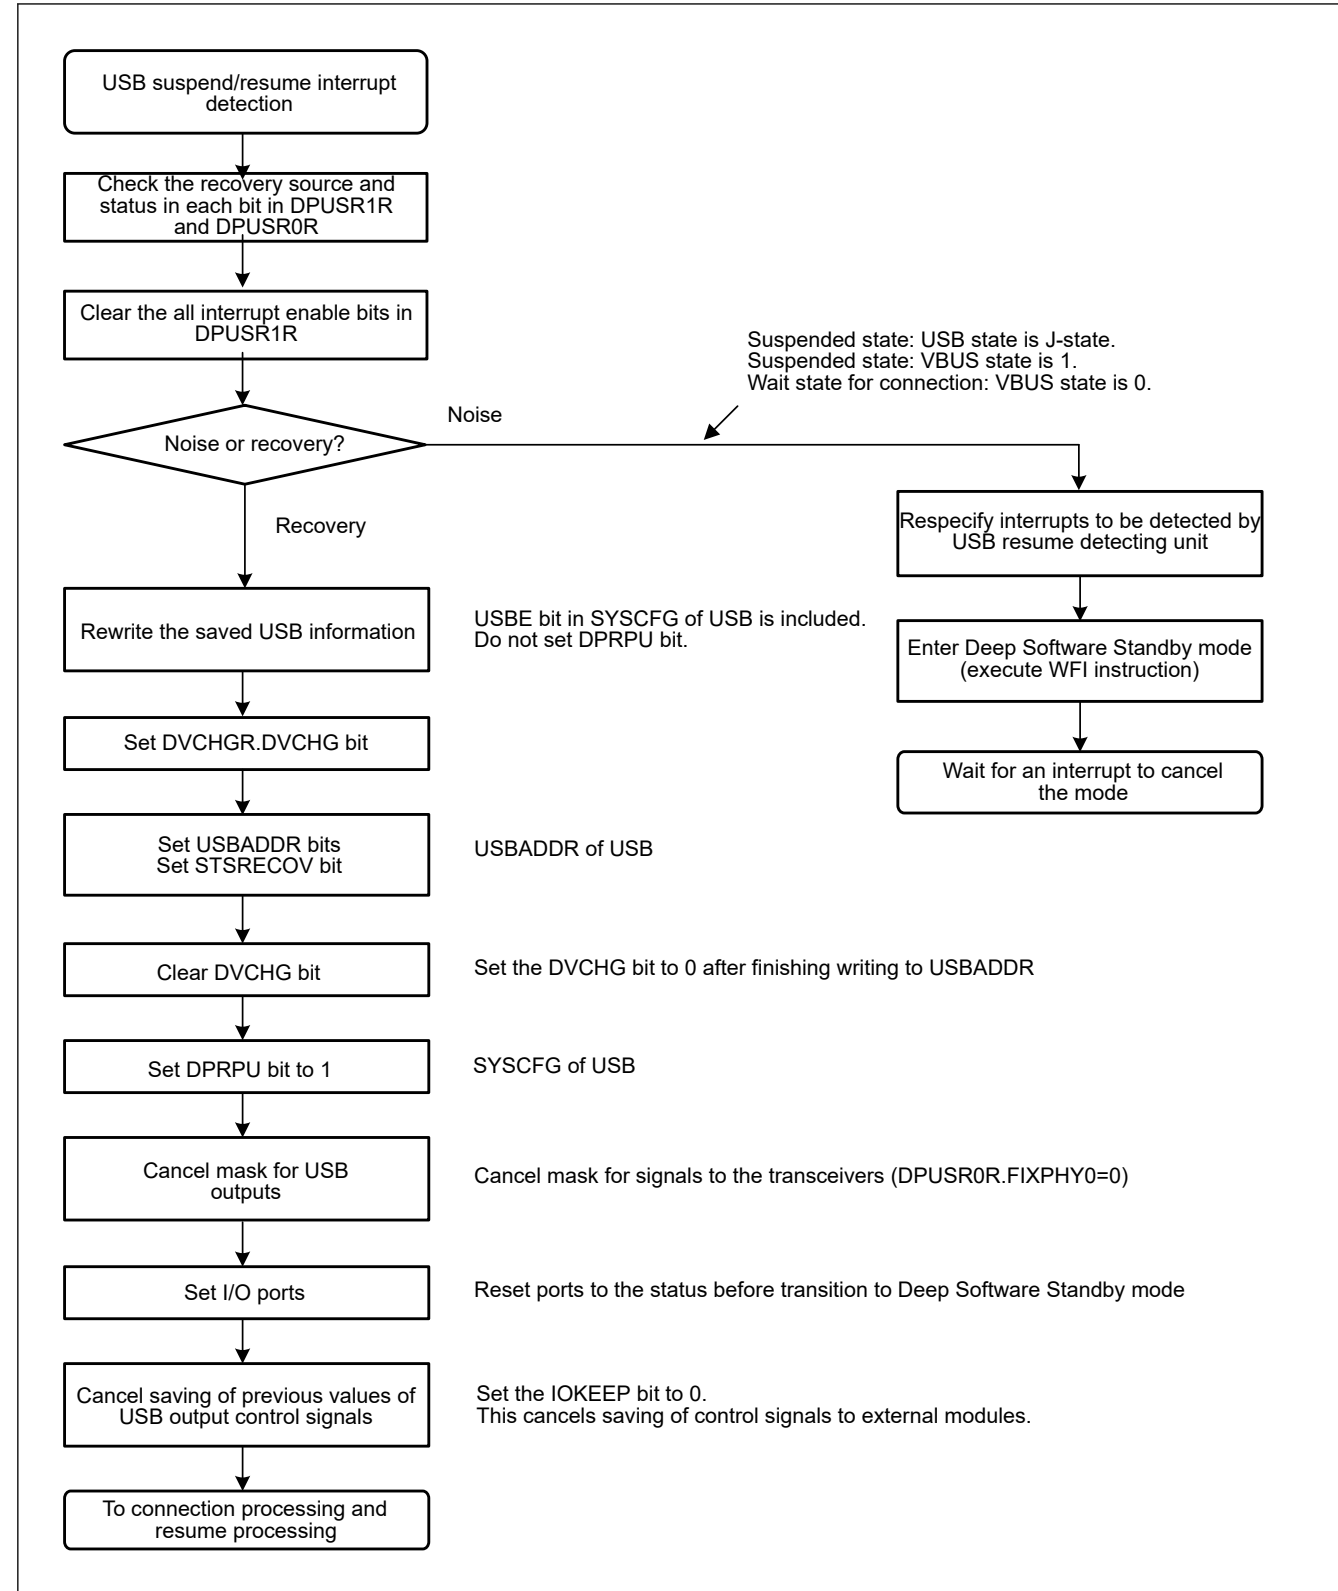 USB suspend/resume interrupt
detection
Check the recovery source and
status in each bit in DPUSR1R
and DPUSR0R
Clear the all interrupt enable bits in
DPUSR1R
Suspended state: USB state is J-state.
Suspended state: VBUS state is 1.
Wait state for connection: VBUS state is 0.
Noise
Noise or recovery?
Recovery
Respecify interrupts to be detected by
USB resume detecting unit
Enter Deep Software Standby mode
(execute WFI instruction)
Wait for an interrupt to cancel
the mode
Rewrite the saved USB information
USBE bit in SYSCFG of USB is included.
Do not set DPRPU bit.
Set DVCHGR.DVCHG bit
Set USBADDR bits
Set STSRECOV bit
USBADDR of USB
Clear DVCHG bit
Set the DVCHG bit to 0 after finishing writing to USBADDR
Set DPRPU bit to 1
SYSCFG of USB
Cancel mask for USB
outputs
Cancel mask for signals to the transceivers (DPUSR0R.FIXPHY0=0)
Set I/O ports
Reset ports to the status before transition to Deep Software Standby mode
Cancel saving of previous values of
USB output control signals
Set the IOKEEP bit to 0.
This cancels saving of control signals to external modules.
To connection processing and
resume processing